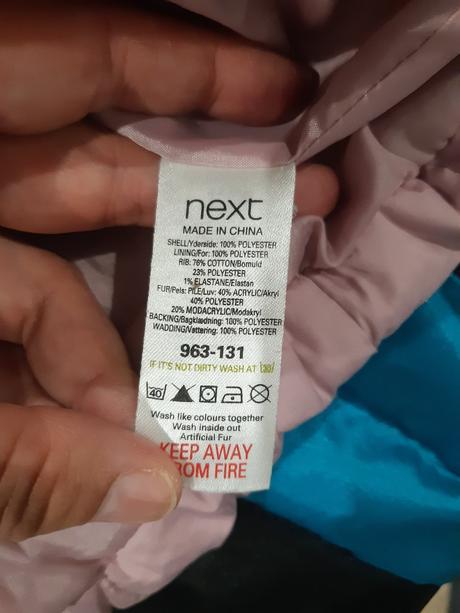 next
MADE IN CHINA
SHELL/Yderside: 100% POLYESTER
LINING/For: 100% POLYESTER
RIB: 76% COTTON/Bomuld
23% POLYESTER
1% ELASTANE/Elastan
FUR/Pels: PILE/Luv: 40% ACRYLIC/Akryl
40% POLYESTER
20% MODACRYLIC/Modakryl
BACKING/Bagklædning: 100% POLYESTER
WADDING/Vattering: 100% POLYESTER
963-131
IF IT'S NOT DIRTY WASH AT 30
40
Wash like colours together
Wash inside out
Artificial Fur
KEEP AWAY
FROM FIRE